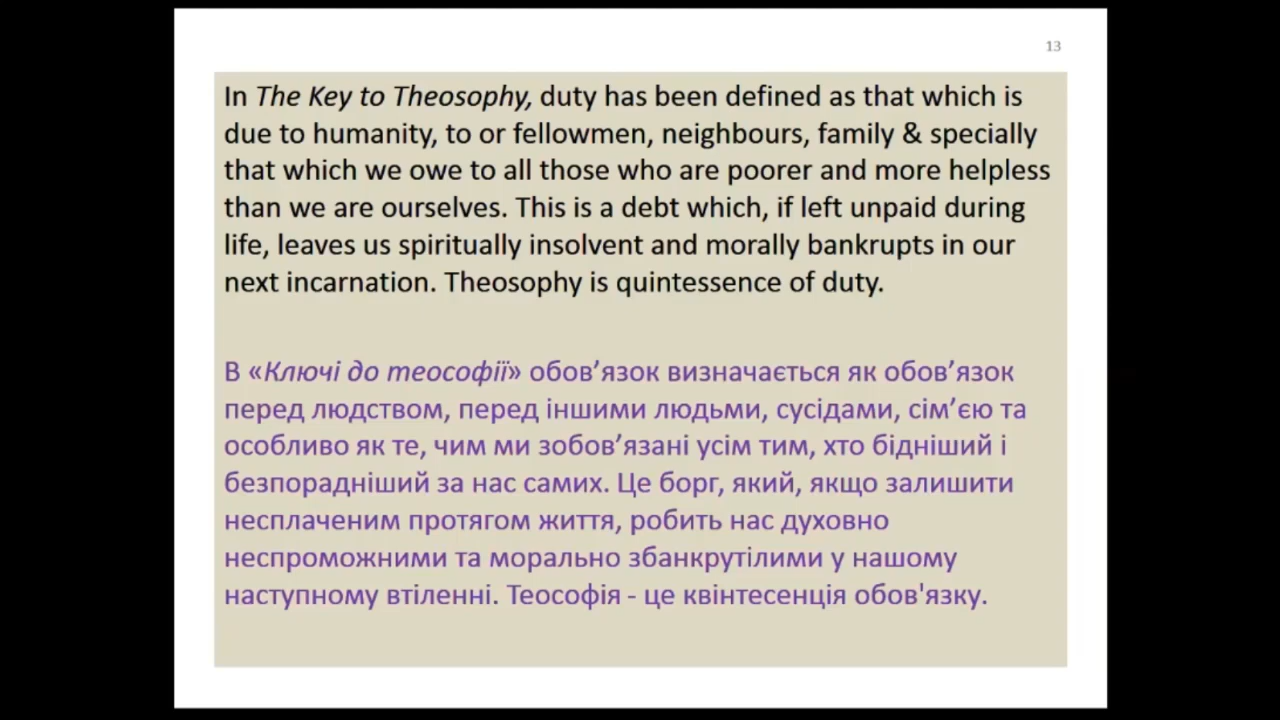 13
In The Key to Theosophy, duty has been defined as that which is
due to humanity, to or fellowmen, neighbours, family & specially
that which we owe to all those who are poorer and more helpless
than we are ourselves. This is a debt which, if left unpaid during
life, leaves us spiritually insolvent and morally bankrupts in our
next incarnation. Theosophy is quintessence of duty.
В «Ключі до теософії» обов’язок визначається як обов’язок
перед людством, перед іншими людьми, сусідами, сім’єю та
особливо як те, чим ми зобов’язані усім тим, хто бідніший і
безпорадніший за нас самих. Це борг, який, якщо залишити
несплаченим протягом життя, робить нас духовно
неспроможними та морально збанкрутілими у нашому
наступному втіленні. Теософія - це квінтесенція обов'язку.